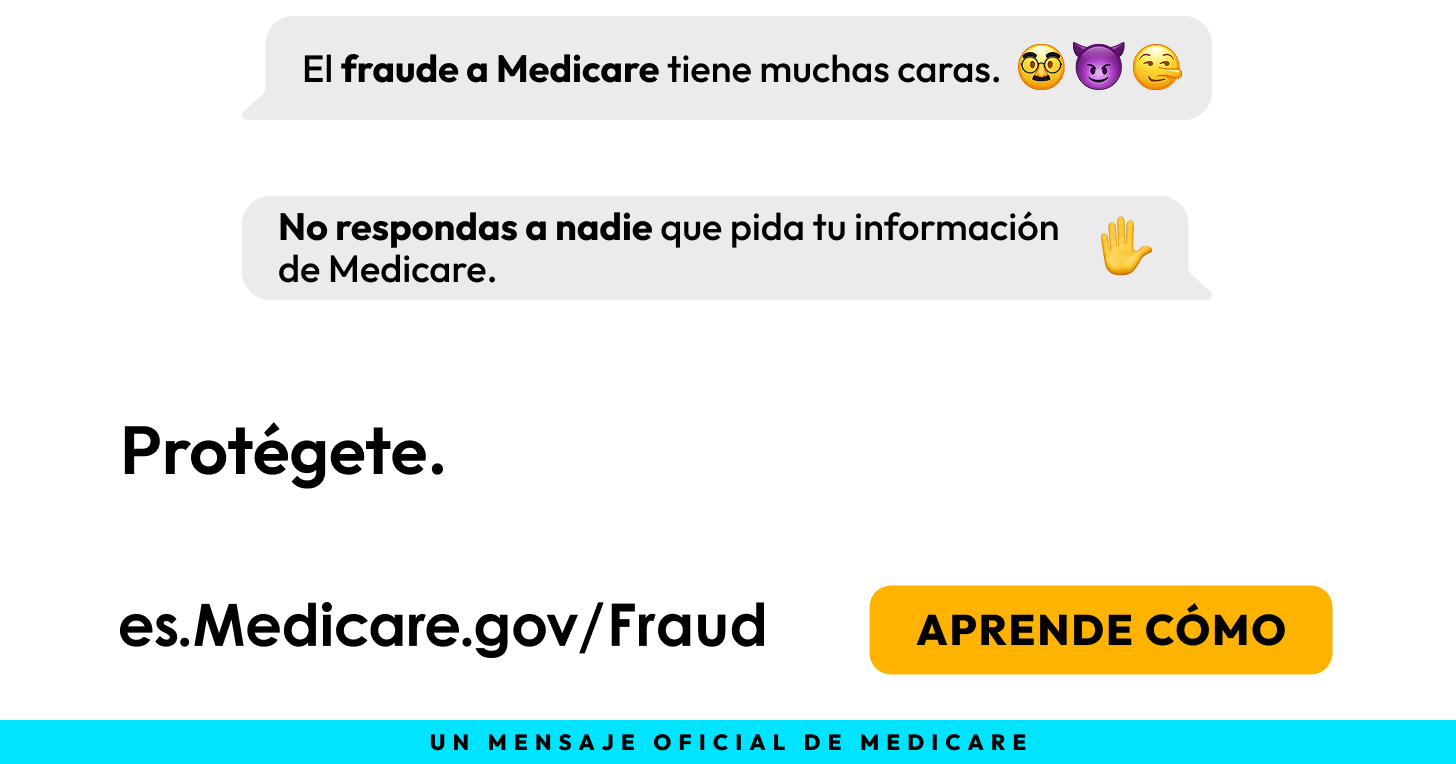 El fraude a Medicare tiene muchas caras. 🥸😈🤥
No respondas a nadie que pida tu información ✋
de Medicare.
Protégete.
es.Medicare.gov/Fraud
APRENDE CÓMO
UN MENSAJE OFICIAL DE MEDICARE